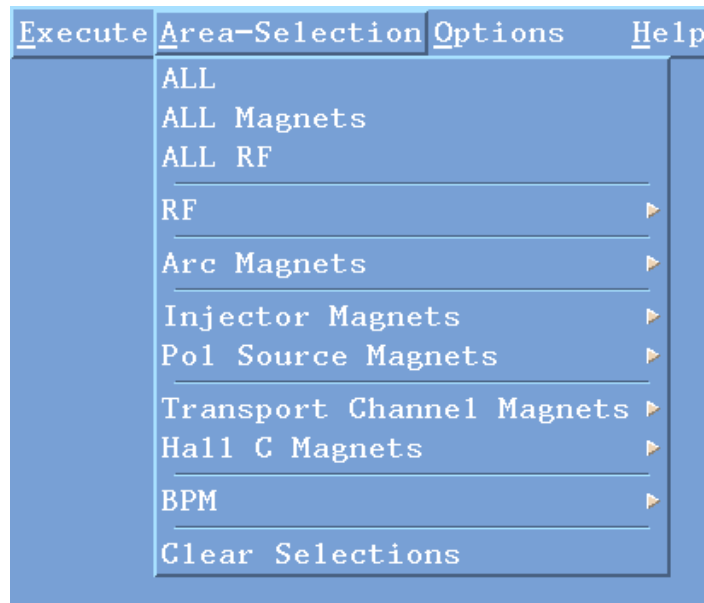 Execute Area-Selection Options Help
ALL
ALL Magnets
ALL RF
RF
Arc Magnets
Injector Magnets
Pol Source Magnets
Transport Channel Magnets
Hall C Magnets
BPM
Clear Selections